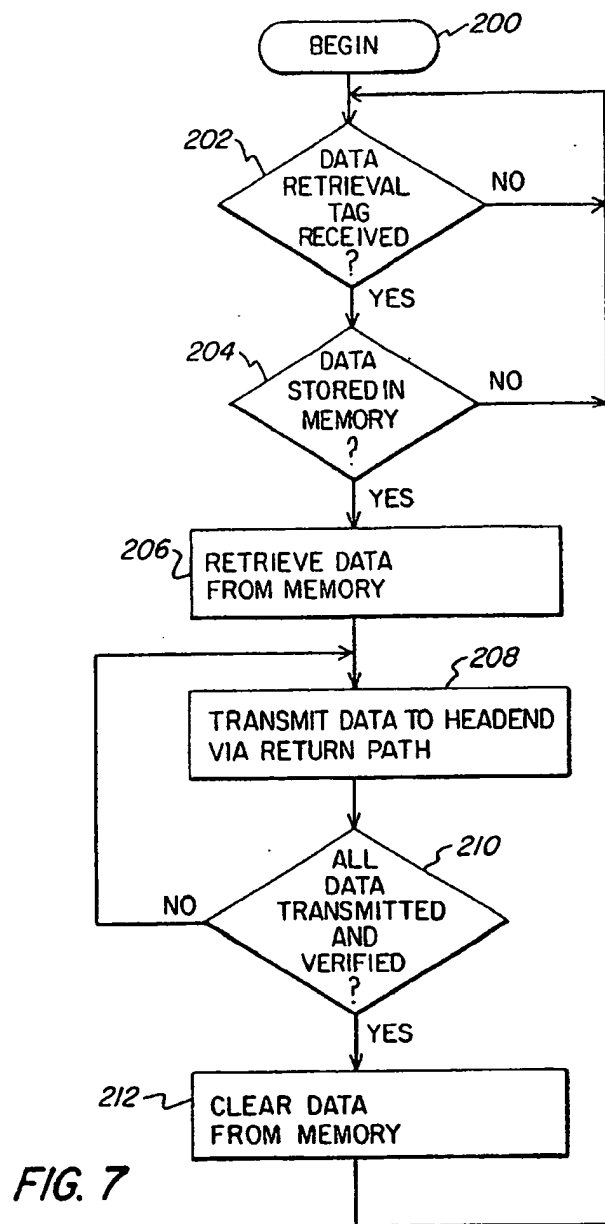 BEGIN
200
202
DATA
RETRIEVAL
TAG
RECEIVED
?
NO
YES
204
DATA
STORED IN
MEMORY
?
NO
YES
206
RETRIEVE DATA
FROM MEMORY
208
TRANSMIT DATA TO HEADEND
VIA RETURN PATH
210
ALL
DATA
TRANSMITTED
AND
VERIFIED
?
NO
YES
212
CLEAR DATA
FROM MEMORY
FIG. 7